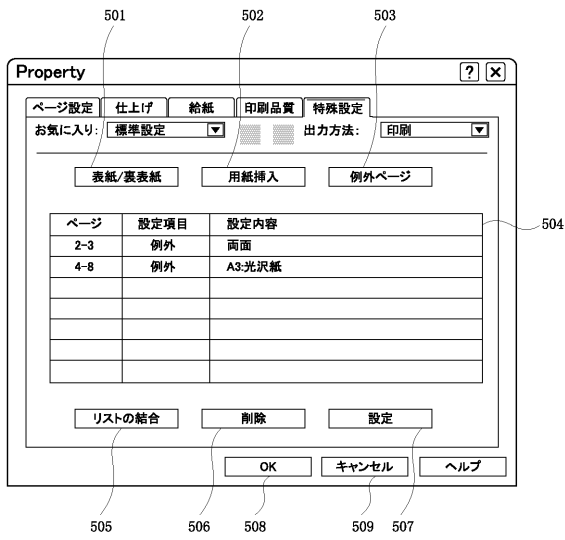 501 502 503
Property ? ×
ページ設定 仕上げ 給紙 印刷品質 特殊設定
お気に入り: 標準設定 出力方法: 印刷
表紙/裏表紙 用紙挿入 例外ページ
504
ページ 設定項目 設定内容
2-3 例外 両面
4-8 例外 A3:光沢紙
リストの結合 削除 設定
OK キャンセル ヘルプ
505 506 508 509 507